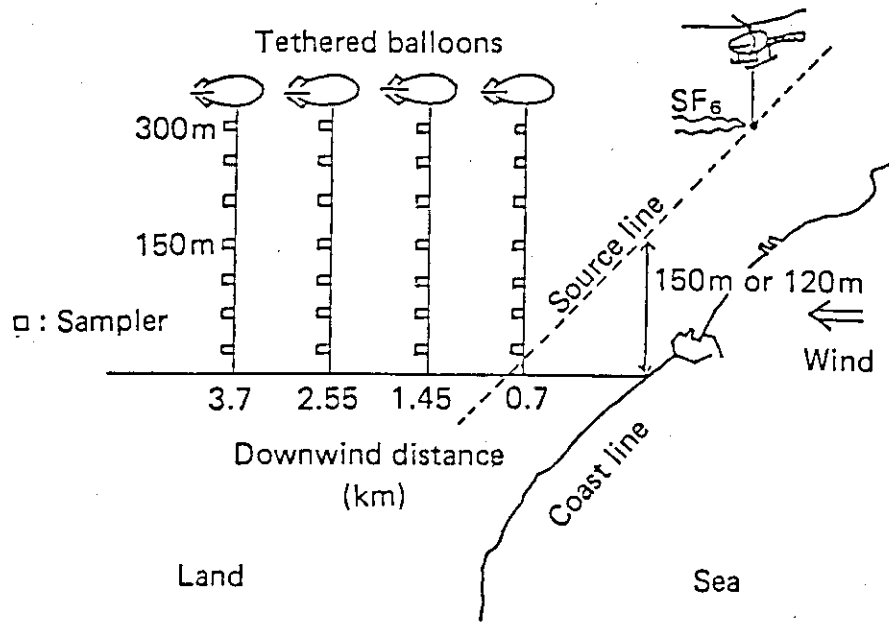 Tethered balloons
SF₆
300m
150m
Source line
150m or 120m
□ : Sampler
Wind
3.7 2.55 1.45 0.7
Downwind distance
(km)
Coast line
Land
Sea